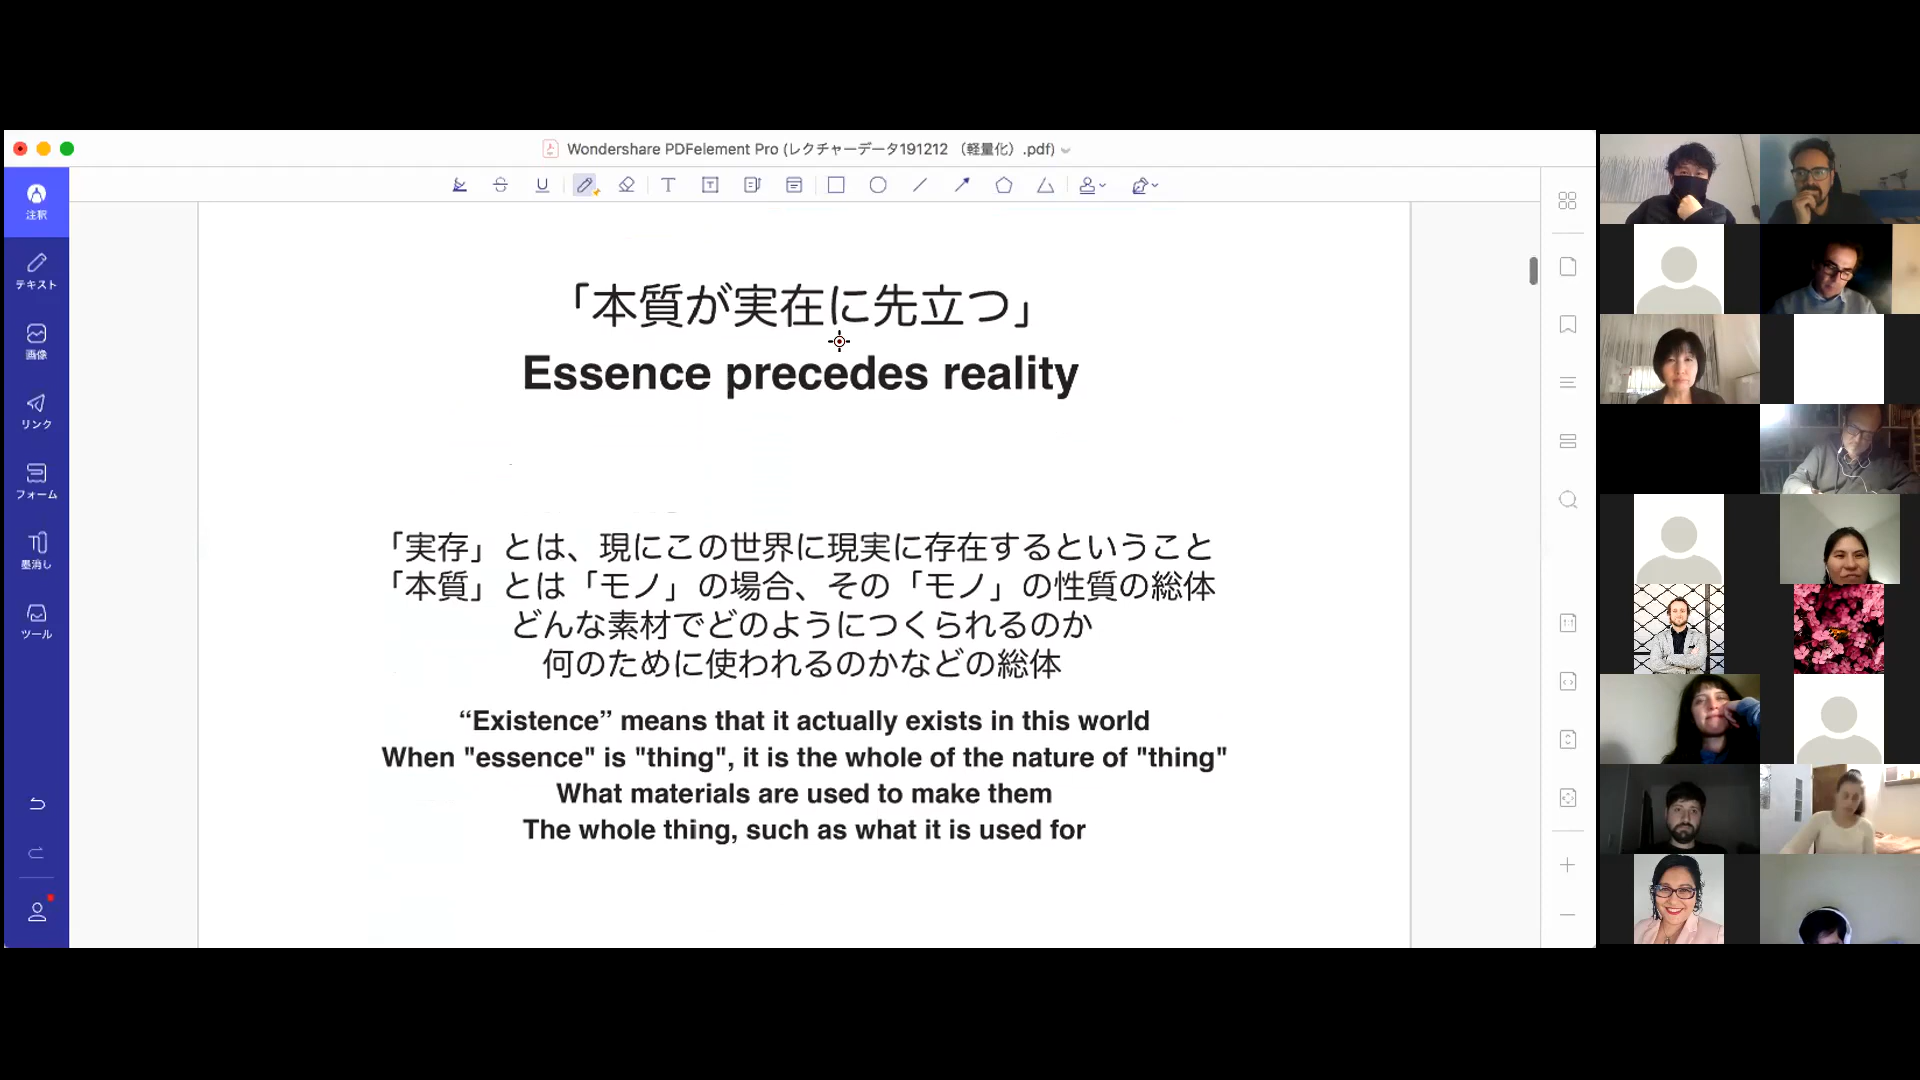 Wondershare PDFelement Pro (レクチャーデータ191212 （軽量化）.pdf)
注釈
テキスト
画像
リンク
フォーム
墨消し
ツール
「本質が実在に先立つ」
Essence precedes reality
「実存」とは、現にこの世界に現実に存在するということ
「本質」とは「モノ」の場合、その「モノ」の性質の総体
どんな素材でどのようにつくられるのか
何のために使われるのかなどの総体
“Existence” means that it actually exists in this world
When "essence" is "thing", it is the whole of the nature of "thing"
What materials are used to make them
The whole thing, such as what it is used for